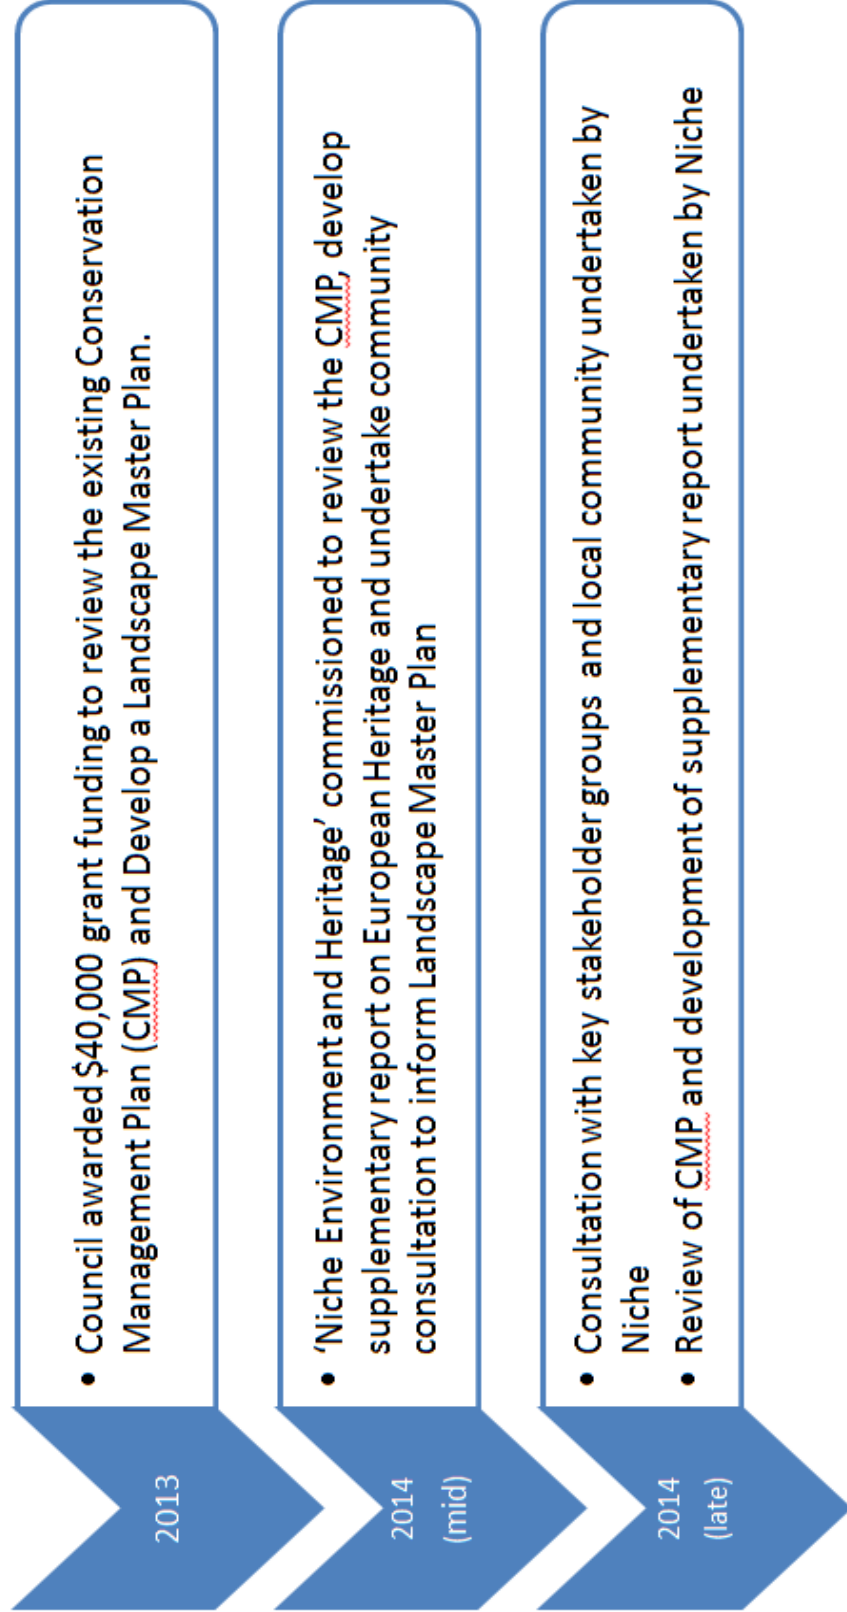 2013
• Council awarded $40,000 grant funding to review the existing Conservation
Management Plan (CMP) and Develop a Landscape Master Plan.
2014
(mid)
• ‘Niche Environment and Heritage’ commissioned to review the CMP, develop
supplementary report on European Heritage and undertake community
consultation to inform Landscape Master Plan
2014
(late)
• Consultation with key stakeholder groups and local community undertaken by
Niche
• Review of CMP and development of supplementary report undertaken by Niche